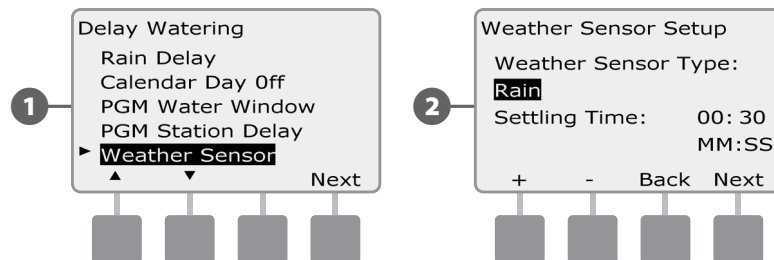 1
Delay Watering
Rain Delay
Calendar Day 0ff
PGM Water Window
PGM Station Delay
► Weather Sensor
▲ ▼ Next
2
Weather Sensor Setup
Weather Sensor Type:
Rain
Settling Time: 00: 30
MM:SS
+ - Back Next